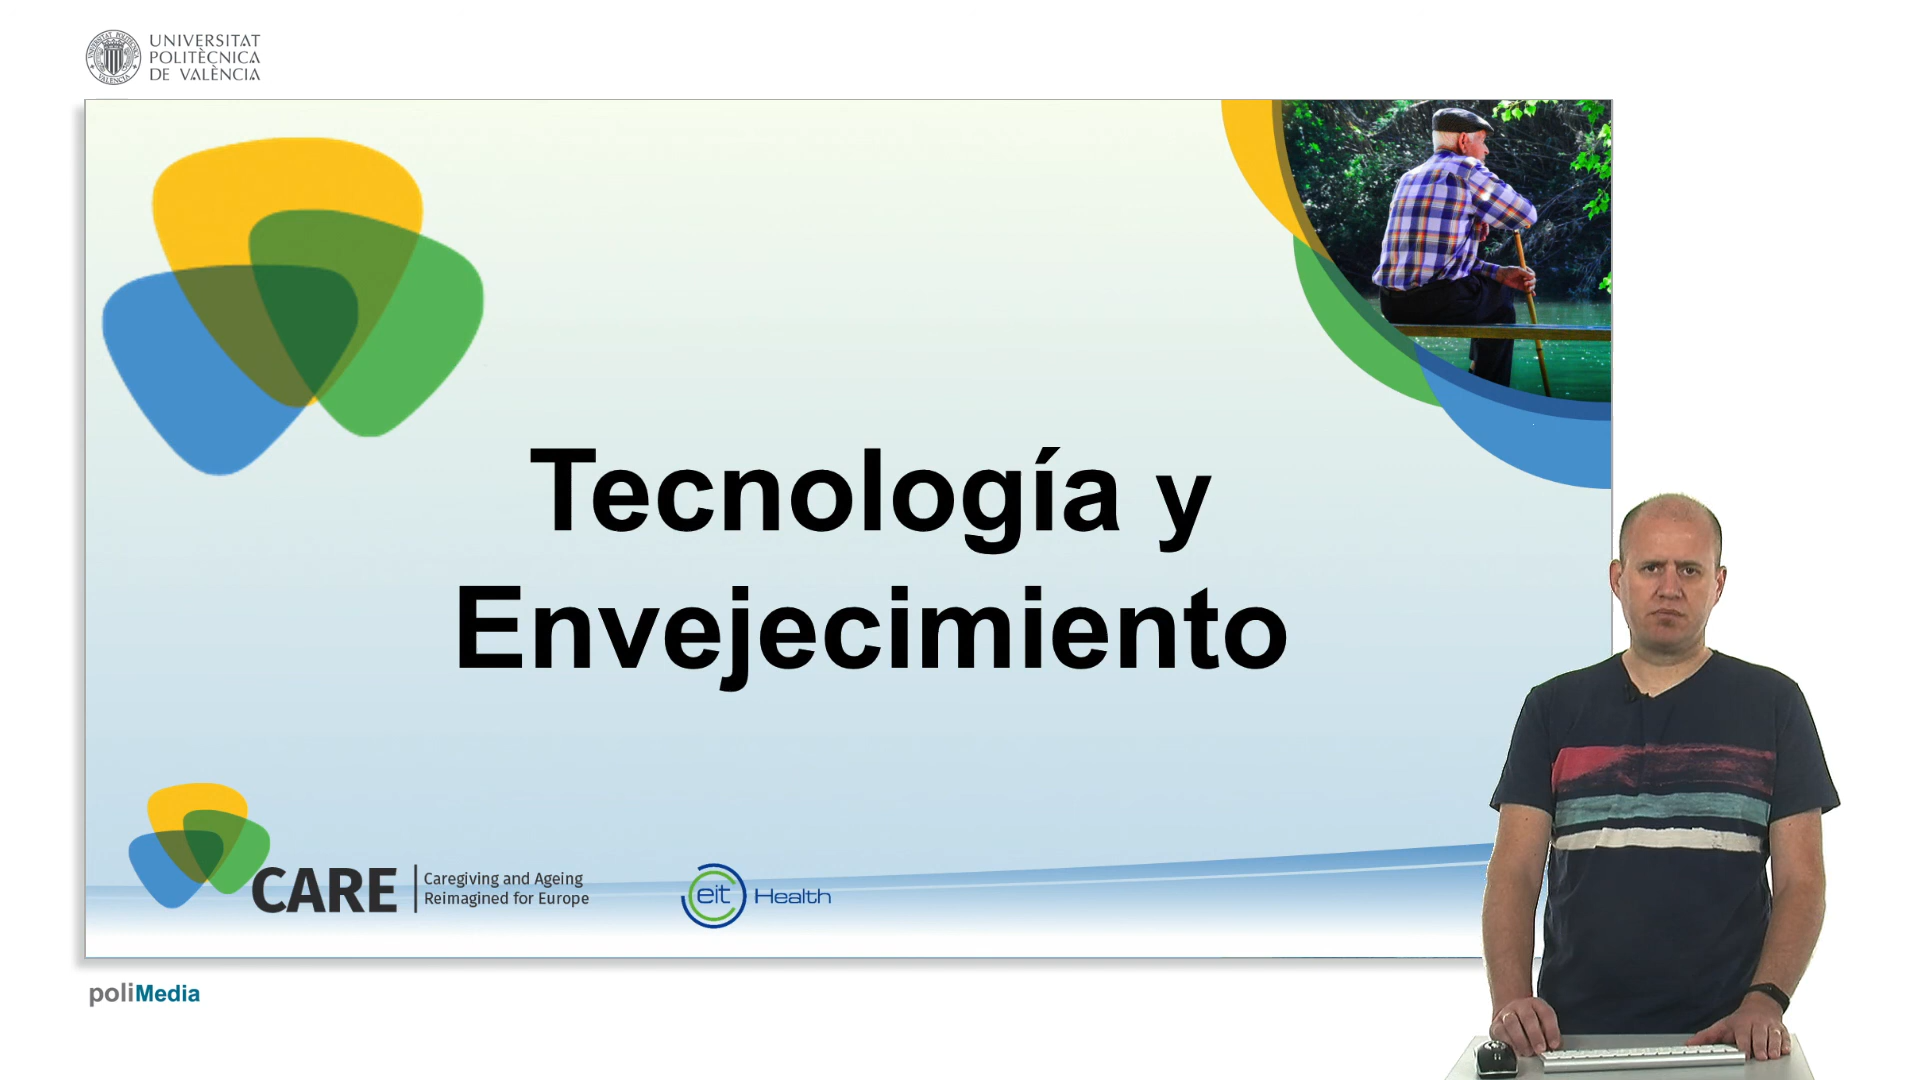 UNIVERSITAT
POLITÈCNICA
DE VALÈNCIA
Tecnología y
Envejecimiento
CARE
Caregiving and Ageing
Reimagined for Europe
eit Health
poliMedia